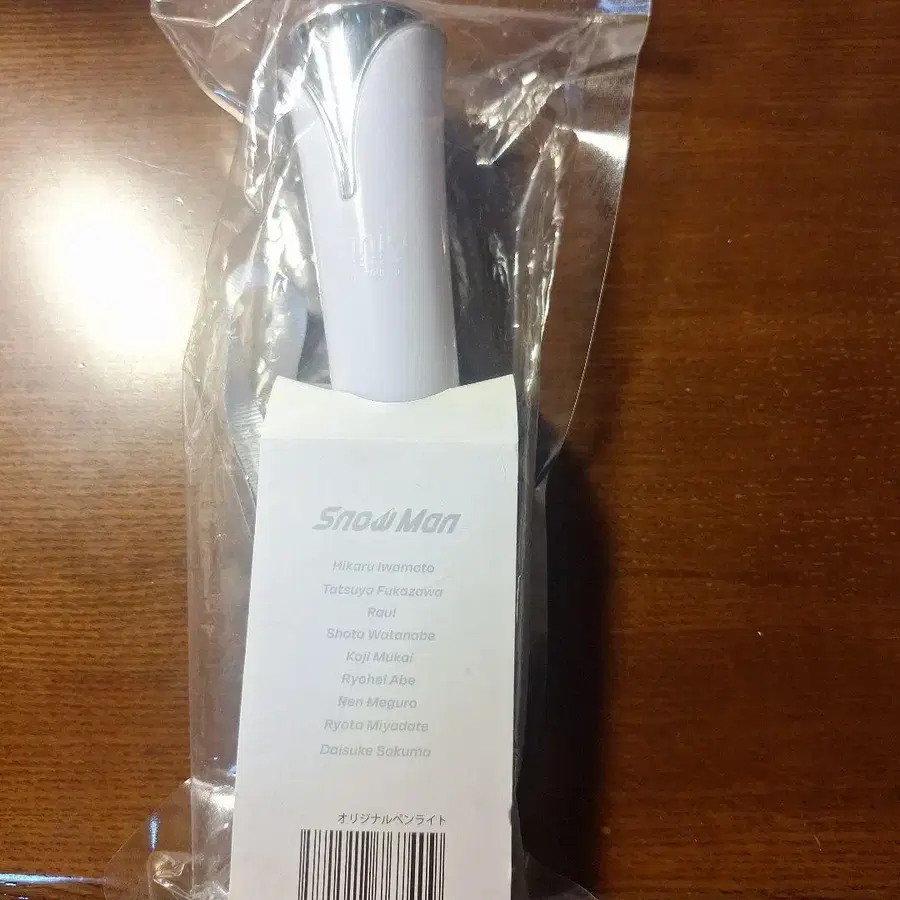 Snow Man
Hikaru Iwamoto
Tatsuya Fukazawa
Raul
Shota Watanabe
Koji Mukai
Ryohei Abe
Ren Meguro
Ryota Miyadate
Daisuke Sakuma
オリジナルペンライト